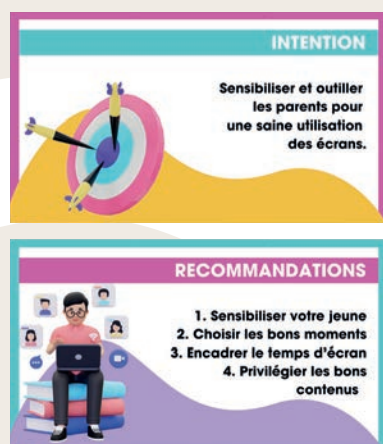 INTENTION
Sensibiliser et outiller
les parents pour
une saine utilisation
des écrans.
RECOMMANDATIONS
1. Sensibiliser votre jeune
2. Choisir les bons moments
3. Encadrer le temps d'écran
4. Privilégier les bons
contenus